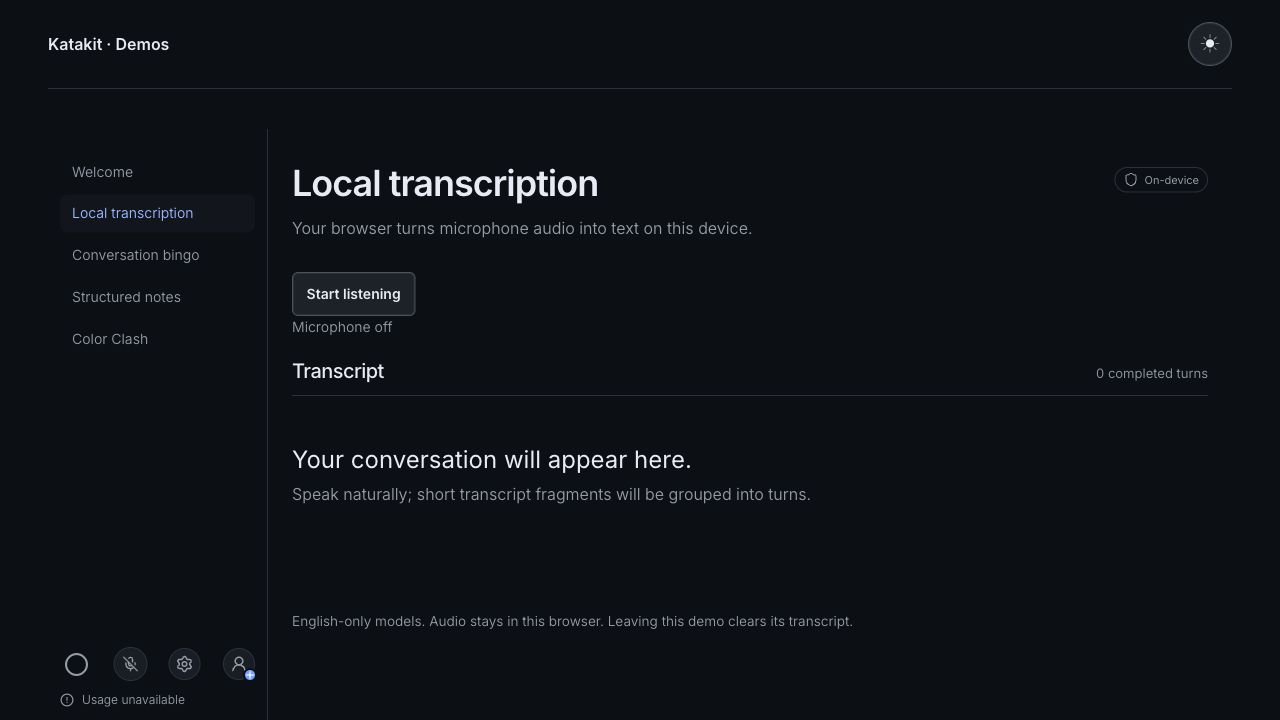 Katakit · Demos
Welcome
Local transcription
Conversation bingo
Structured notes
Color Clash
Usage unavailable
Local transcription
On-device
Your browser turns microphone audio into text on this device.
Start listening
Microphone off
Transcript
0 completed turns
Your conversation will appear here.
Speak naturally; short transcript fragments will be grouped into turns.
English-only models. Audio stays in this browser. Leaving this demo clears its transcript.